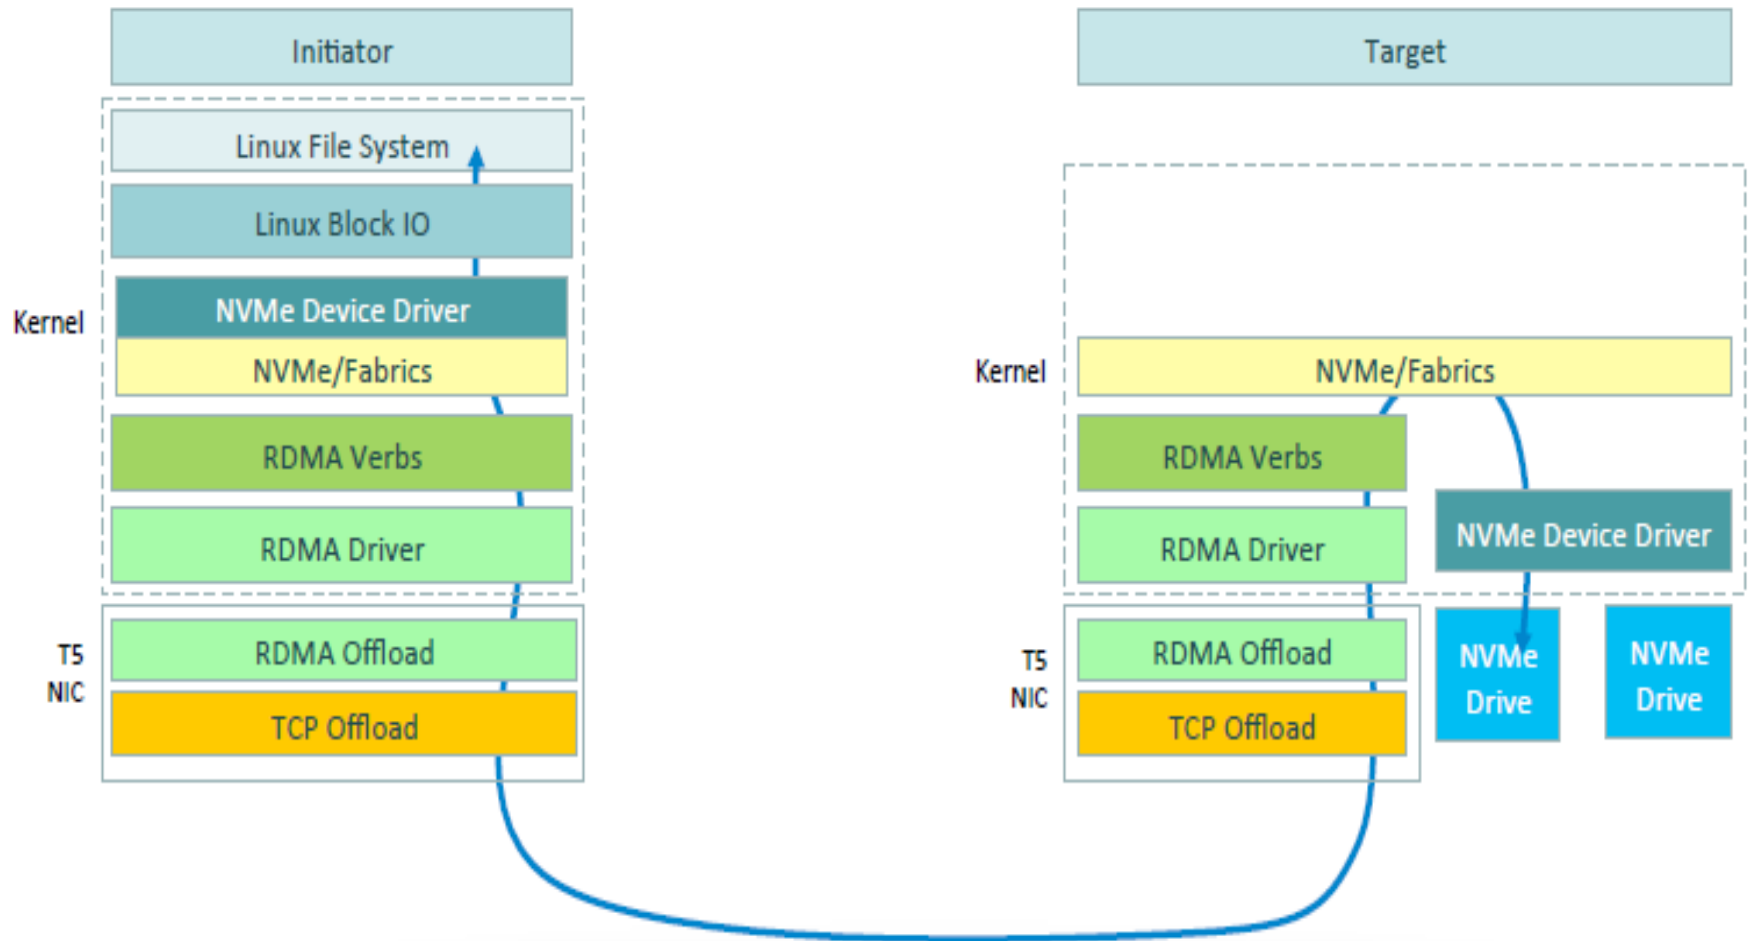 Initiator
Linux File System
Linux Block IO
Kernel
NVMe Device Driver
NVMe/Fabrics
RDMA Verbs
RDMA Driver
T5
NIC
RDMA Offload
TCP Offload
Target
Kernel
NVMe/Fabrics
RDMA Verbs
RDMA Driver
NVMe Device Driver
T5
NIC
RDMA Offload
TCP Offload
NVMe
Drive
NVMe
Drive